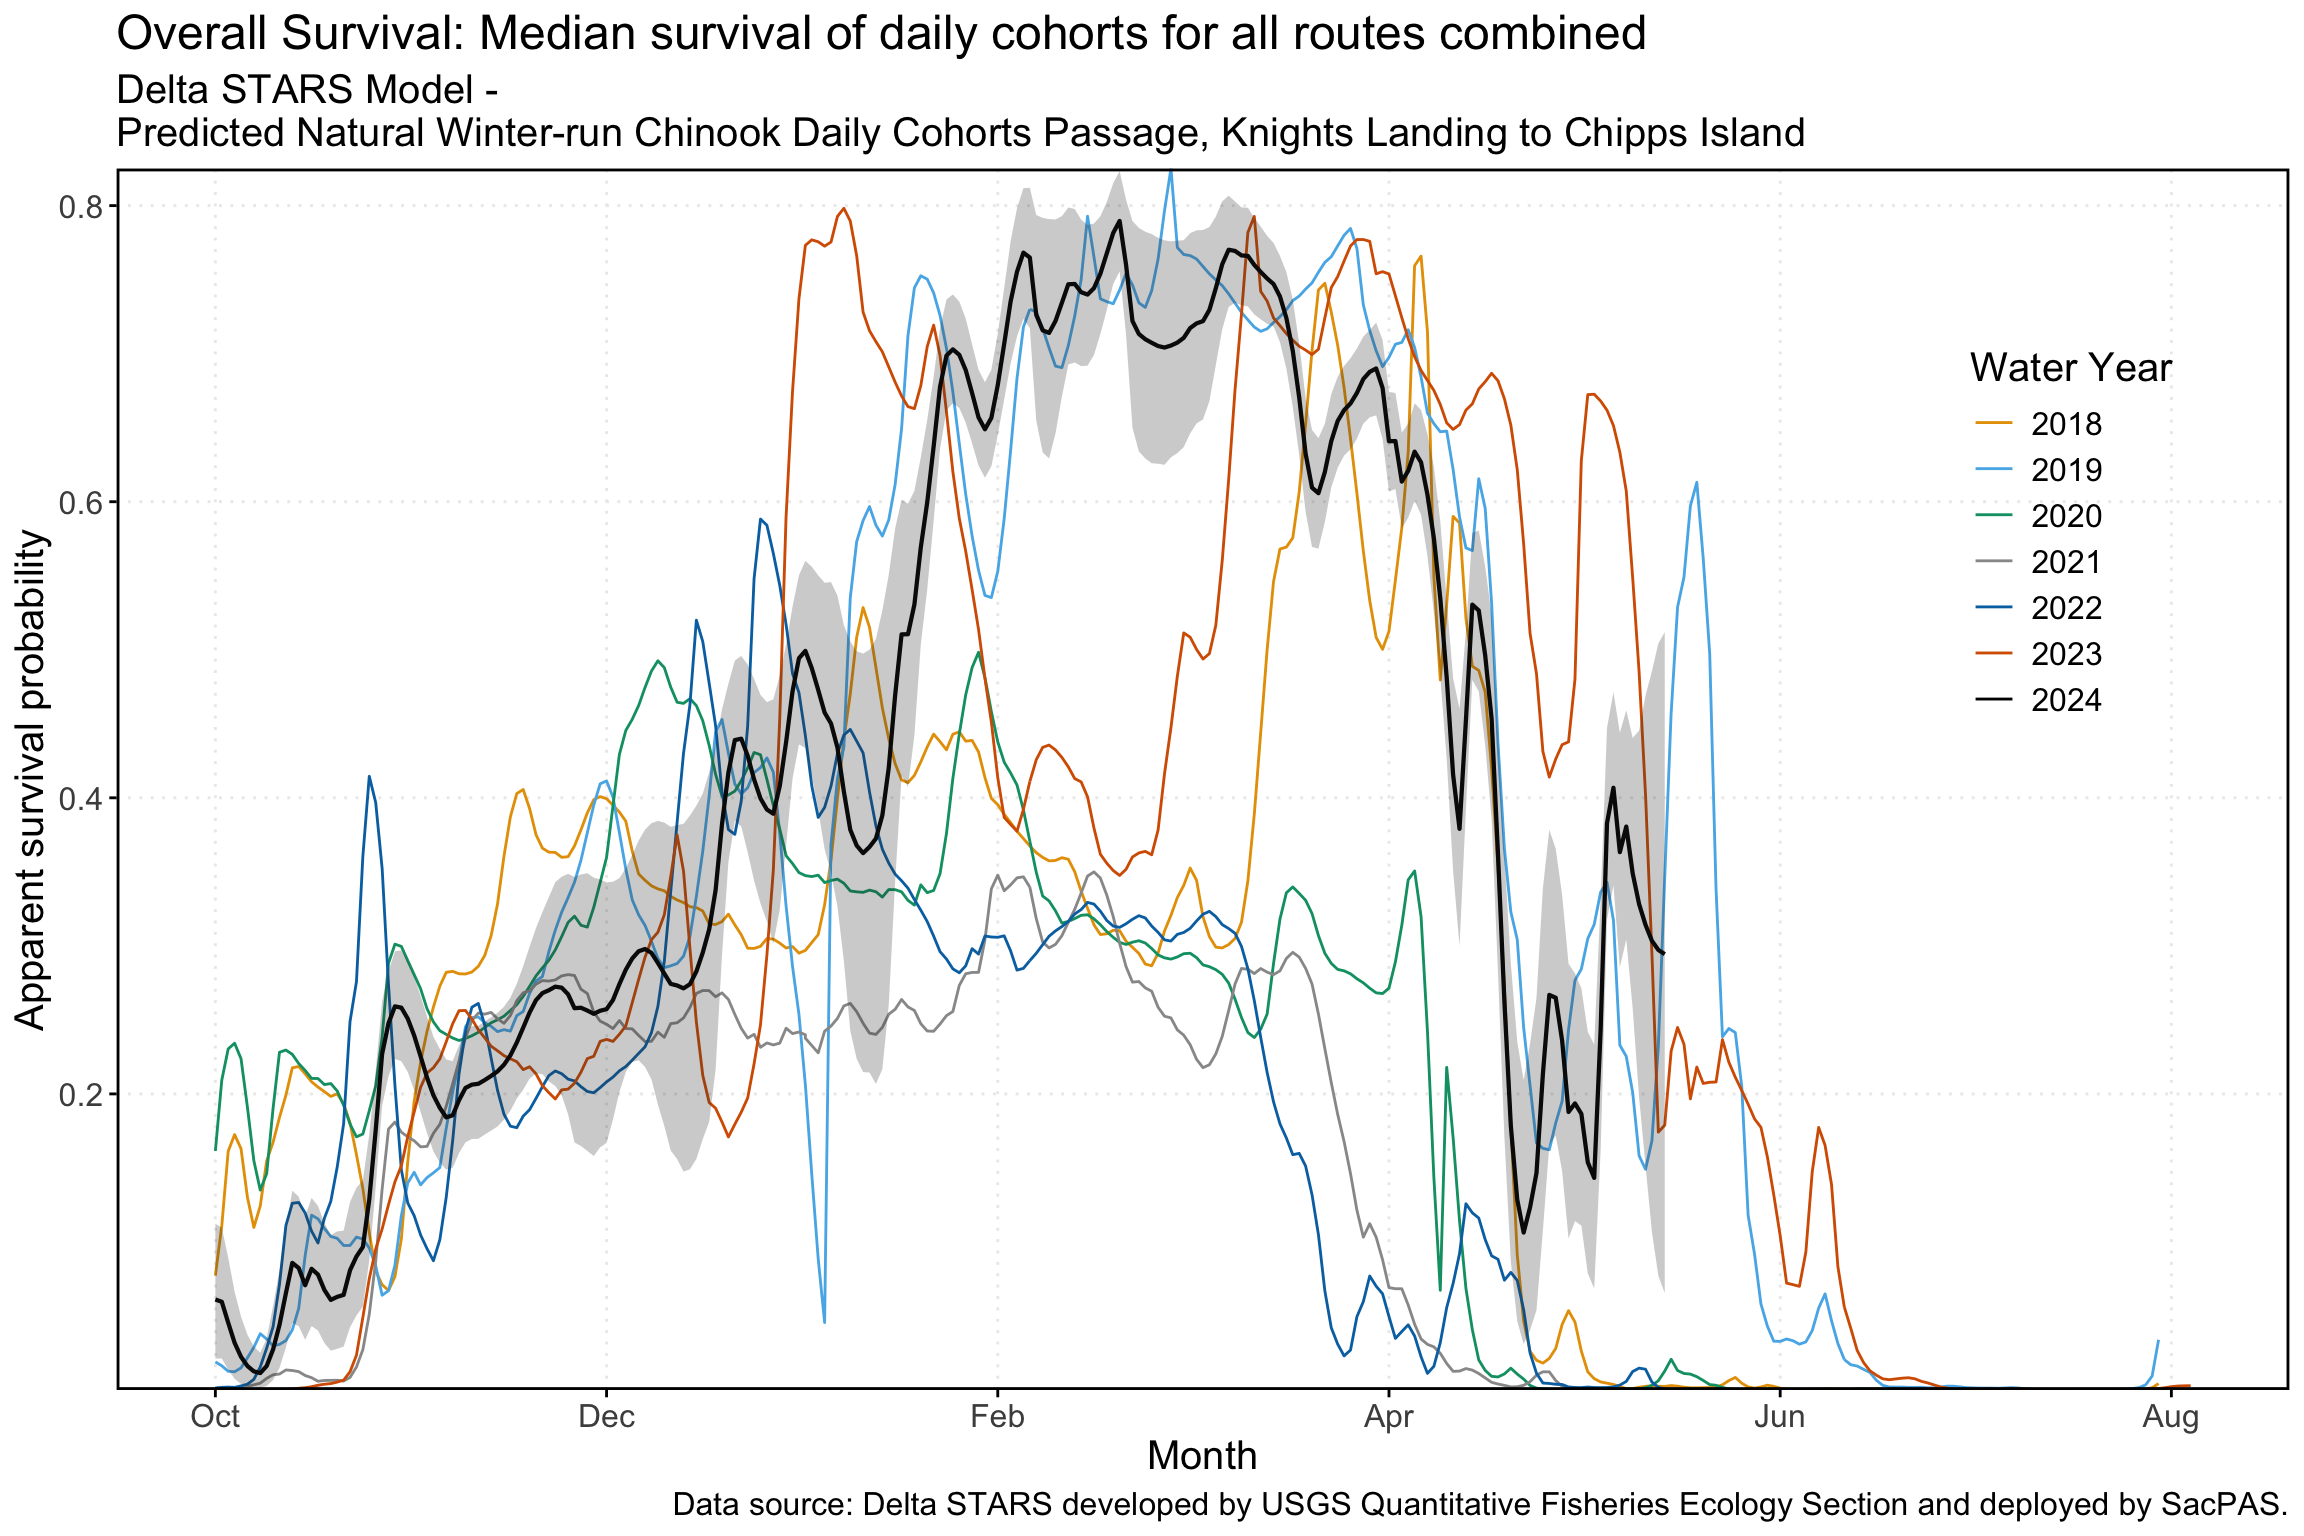 Overall Survival: Median survival of daily cohorts for all routes combined
Delta STARS Model -
Predicted Natural Winter-run Chinook Daily Cohorts Passage, Knights Landing to Chipps Island
Apparent survival probability
0.8
0.6
0.4
0.2
Water Year
2018
2019
2020
2021
2022
2023
2024
Oct
Dec
Feb
Apr
Jun
Aug
Month
Data source: Delta STARS developed by USGS Quantitative Fisheries Ecology Section and deployed by SacPAS.